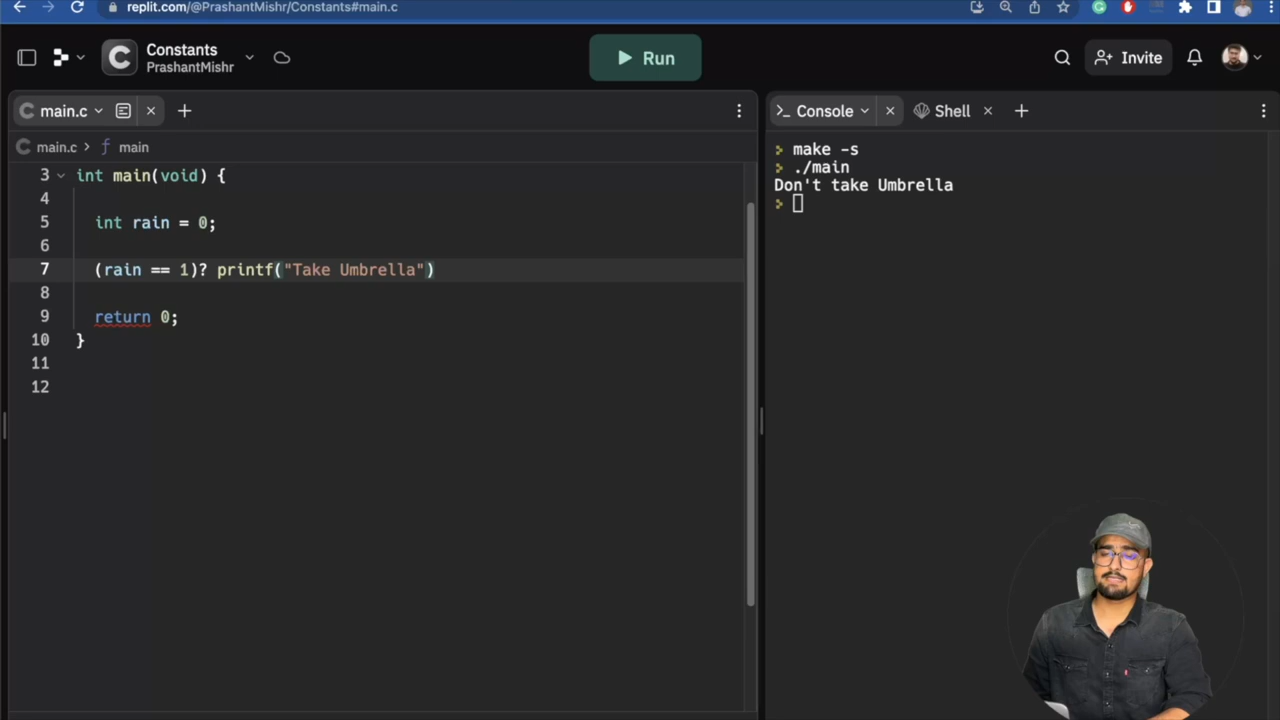 replit.com/@PrashantMishr/Constants#main.c
Constants
PrashantMishr
Run
Invite
main.c
Console
Shell
main.c > main
make -s
./main
Don't take Umbrella
3 int main(void) {
4
5 int rain = 0;
6
7 (rain == 1)? printf("Take Umbrella")
8
9 return 0;
10 }
11
12